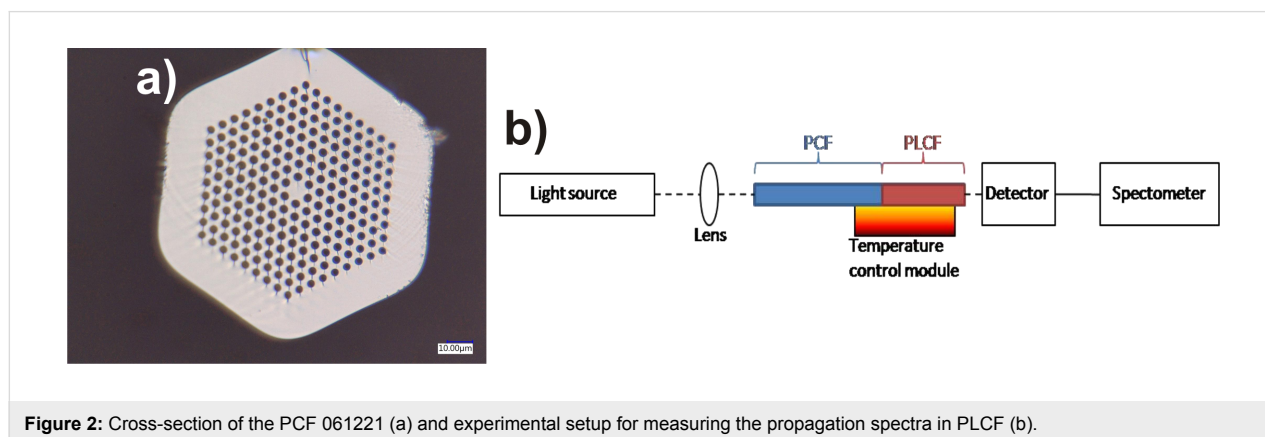 a)
10.00µm
b)
PCF PLCF
Light source
Lens
Temperature
control module
Detector
Spectometer
Figure 2: Cross-section of the PCF 061221 (a) and experimental setup for measuring the propagation spectra in PLCF (b).